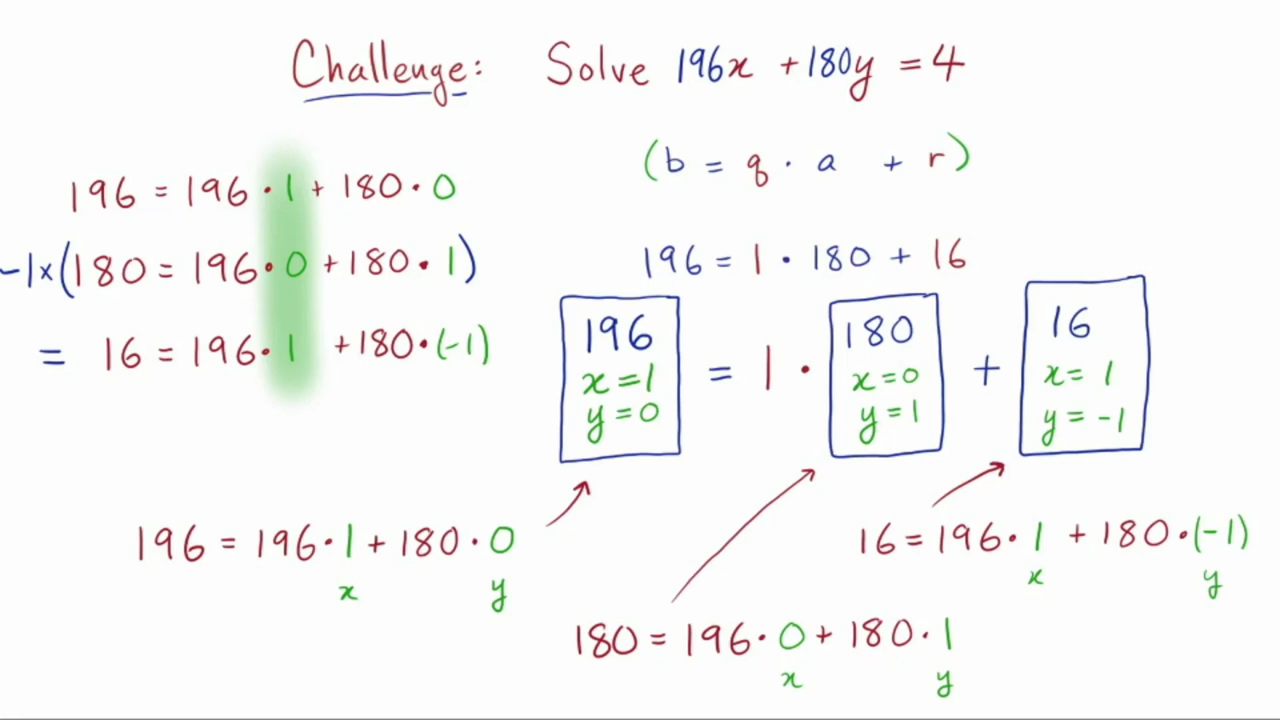 Challenge: Solve 196x + 180y = 4
(b = q · a + r)
196 = 196 · 1 + 180 · 0
-1×(180 = 196 · 0 + 180 · 1)
= 16 = 196 · 1 + 180 · (-1)
196 = 1 · 180 + 16
196 = 1 · 180 + 16
x = 1 x = 0 x = 1
y = 0 y = 1 y = -1
196 = 196 · 1 + 180 · 0
x y
16 = 196 · 1 + 180 · (-1)
x y
180 = 196 · 0 + 180 · 1
x y